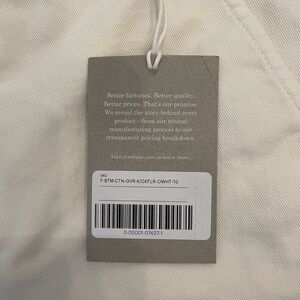 Better factories. Better quality.
Better prices. That's our promise.
We reveal the story behind every
product—from our ethical
manufacturing process to our
transparent pricing breakdown.
Visit everlane.com to learn more.
SKU
F-BTM-CTN-GVR-KICKFLR-OWHT-10
0-00001-07627-1